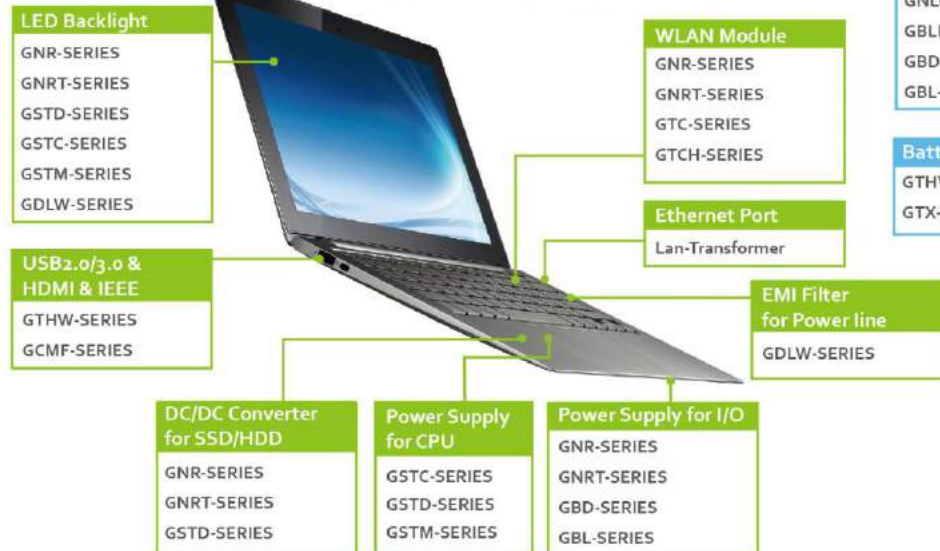 LED Backlight
GNR-SERIES
GNRT-SERIES
GSTD-SERIES
GSTC-SERIES
GSTM-SERIES
GDLW-SERIES
USB2.0/3.0 &
HDMI & IEEE
GTHW-SERIES
GCMF-SERIES
DC/DC Converter
for SSD/HDD
GNR-SERIES
GNRT-SERIES
GSTD-SERIES
Power Supply
for CPU
GSTC-SERIES
GSTD-SERIES
GSTM-SERIES
Power Supply for I/O
GNR-SERIES
GNRT-SERIES
GBD-SERIES
GBL-SERIES
WLAN Module
GNR-SERIES
GNRT-SERIES
GTC-SERIES
GTCH-SERIES
Ethernet Port
Lan-Transformer
EMI Filter
for Power line
GDLW-SERIES
GBD-
GBL-
Batt
GTX-